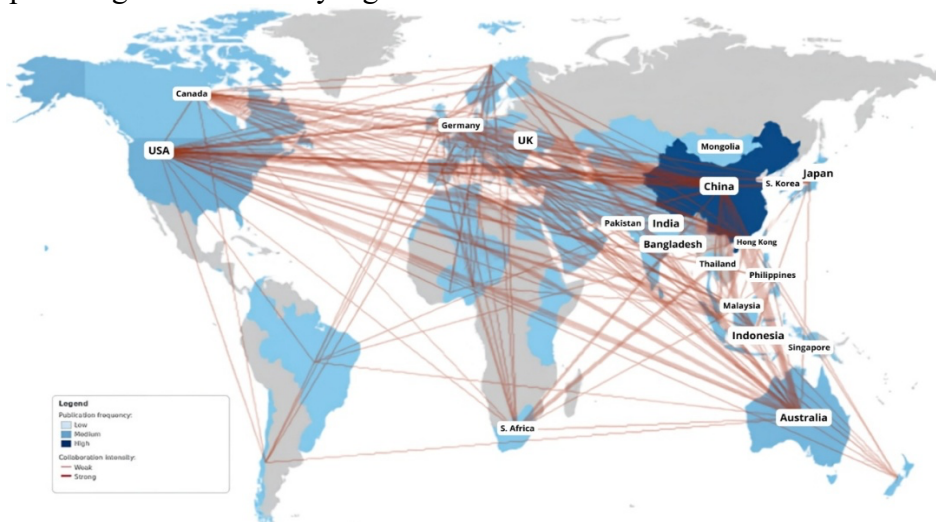 Canada
Germany
USA
UK
Mongolia
China
S. Korea
Japan
Pakistan
India
Bangladesh
Hong Kong
Thailand
Philippines
Malaysia
Indonesia
Singapore
Australia
S. Africa
Legend
Publication frequency:
Low
Medium
High
Collaboration intensity:
Weak
Strong